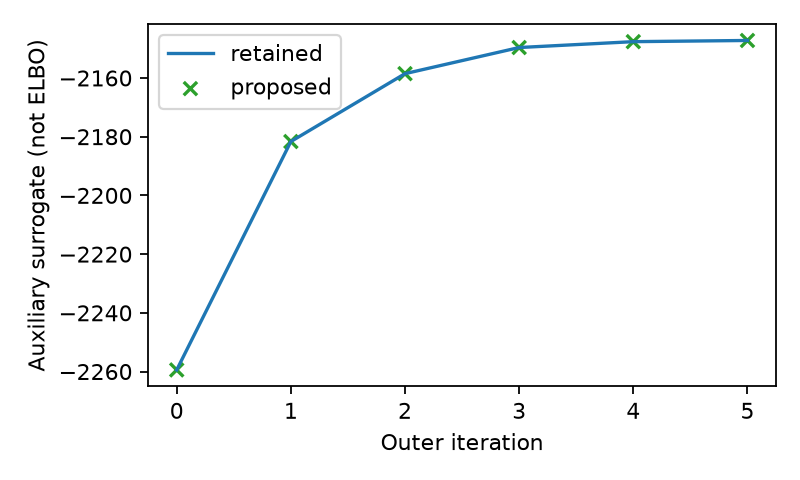 retained
proposed
Auxiliary surrogate (not ELBO)
−2160
−2180
−2200
−2220
−2240
−2260
0 1 2 3 4 5
Outer iteration